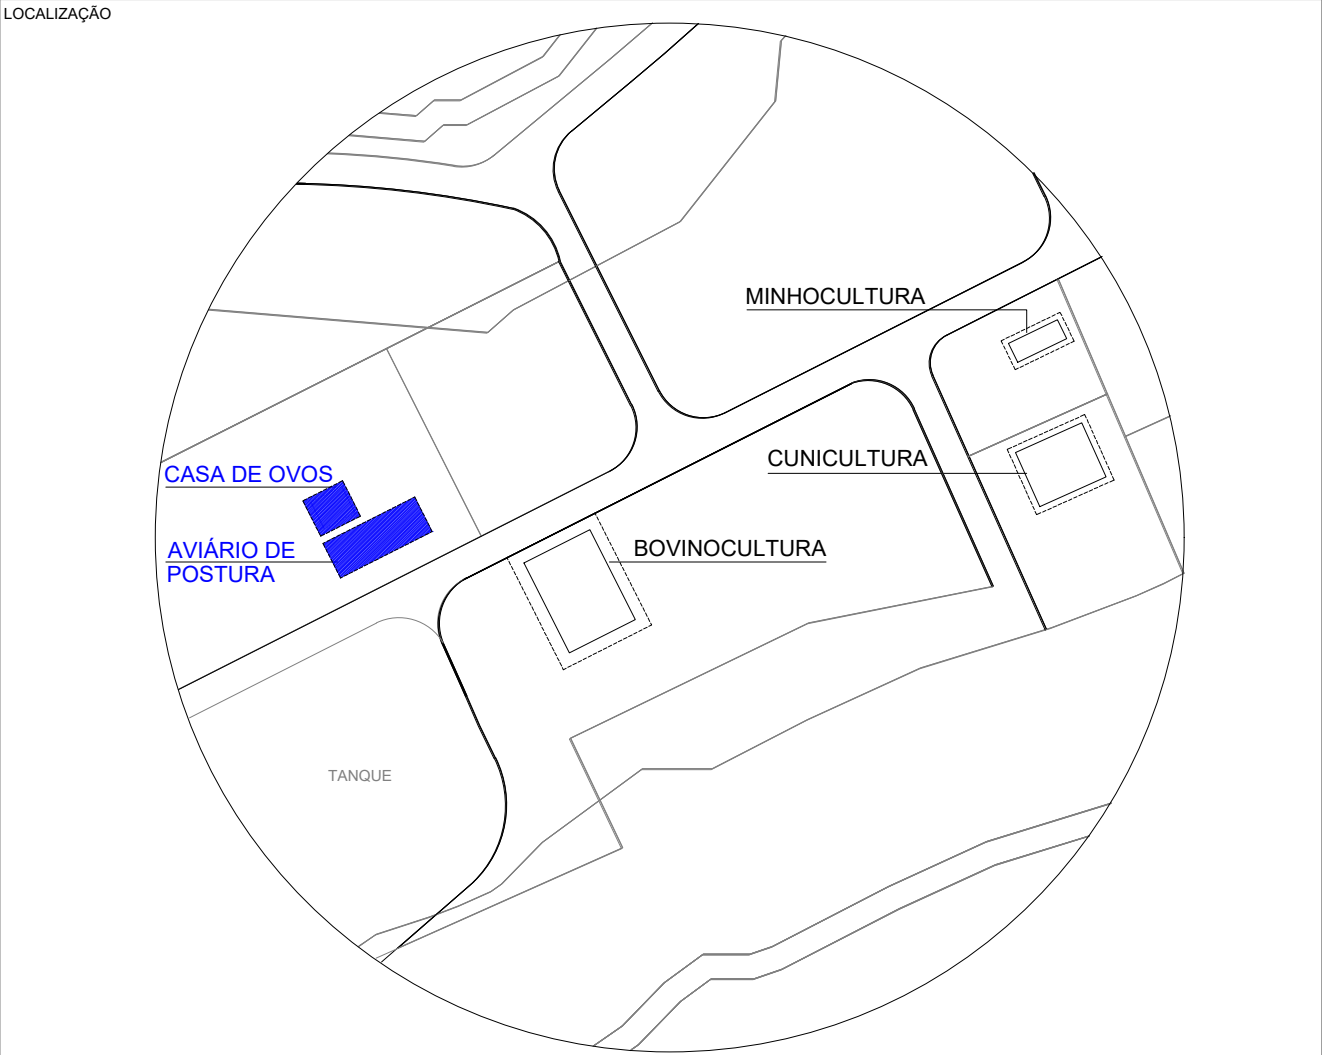 LOCALIZAÇÃO
MINHOCULTURA
CUNICULTURA
CASA DE OVOS
AVIÁRIO DE
POSTURA
BOVINOCULTURA
TANQUE